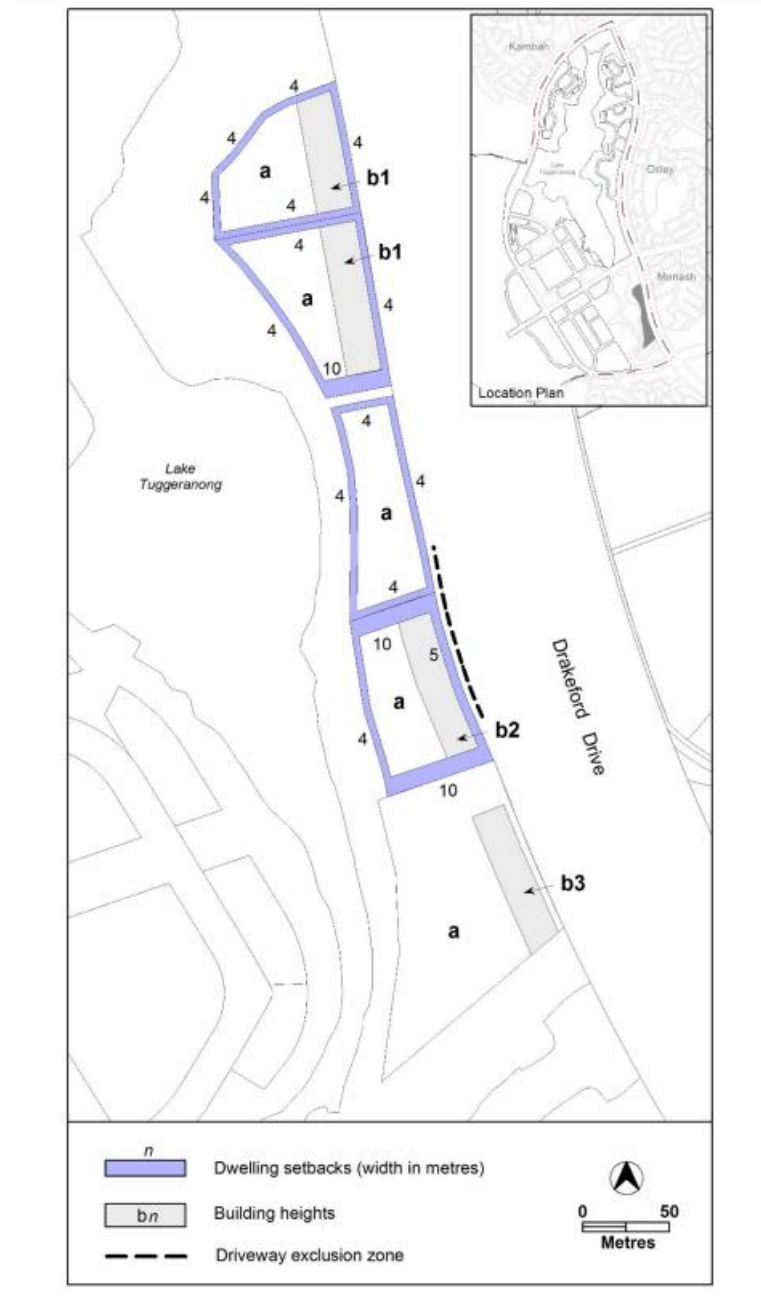 Kambah
Lake
Tuggeranong
Oxley
Monash
Location Plan
4
4
4
4
a
4
b1
4
b1
a
4
4
10
4
4
4
a
4
10
5
a
4
b2
10
Lake
Tuggeranong
Drakeford Drive
b3
a
n
Dwelling setbacks (width in metres)
bn
Building heights
Driveway exclusion zone
0 50
Metres